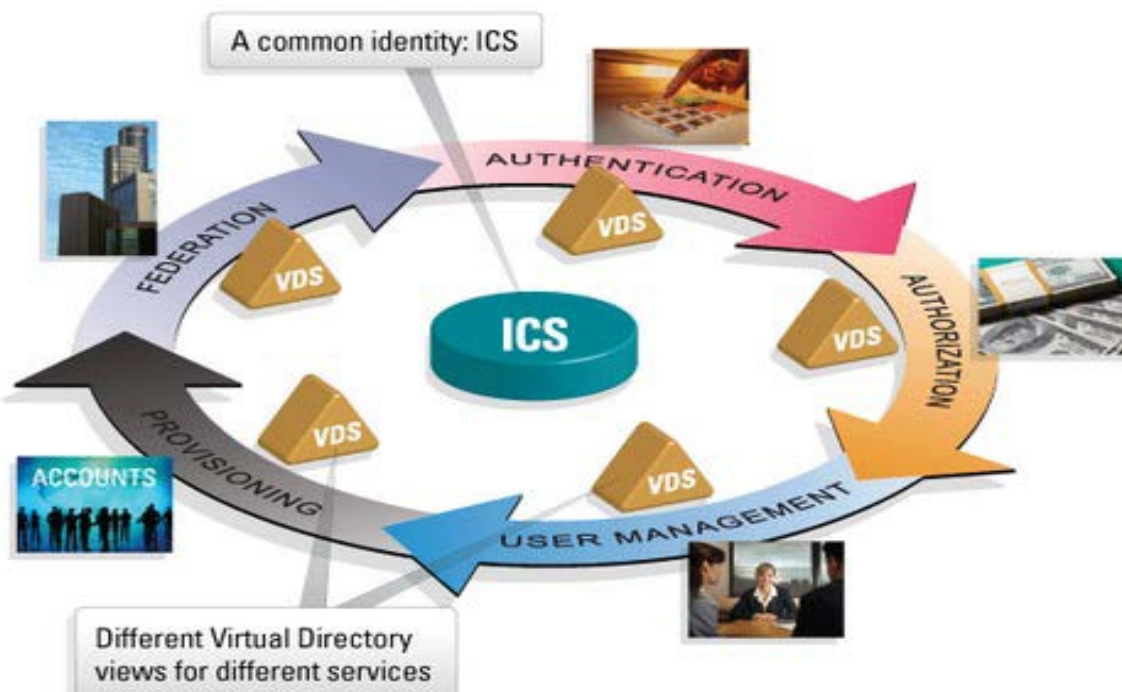 A common identity: ICS
AUTHENTICATION
FEDERATION
VDS
VDS
VDS
ICS
AUTHORIZATION
VDS
PROVISIONING
VDS
ACCOUNTS
USER MANAGEMENT
Different Virtual Directory
views for different services